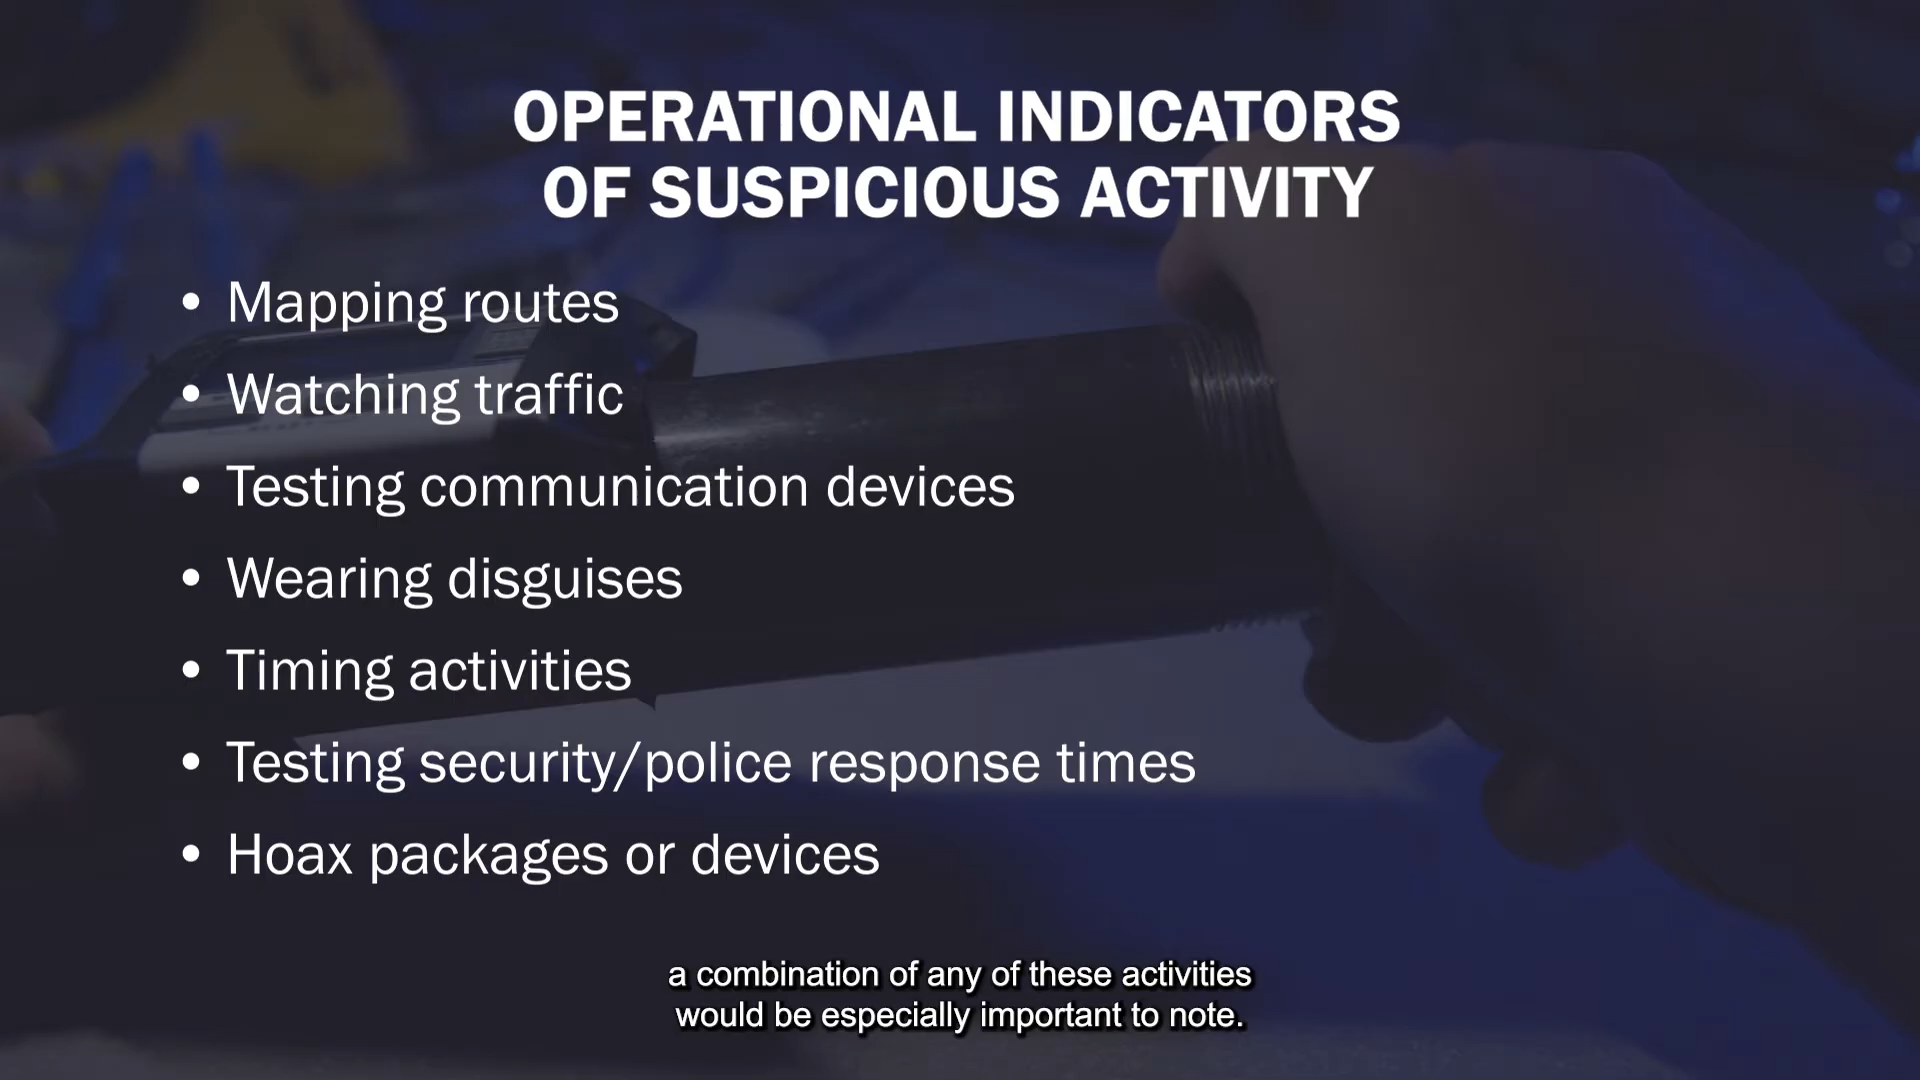 OPERATIONAL INDICATORS
OF SUSPICIOUS ACTIVITY
• Mapping routes
• Watching traffic
• Testing communication devices
• Wearing disguises
• Timing activities
• Testing security/police response times
• Hoax packages or devices
a combination of any of these activities
would be especially important to note.